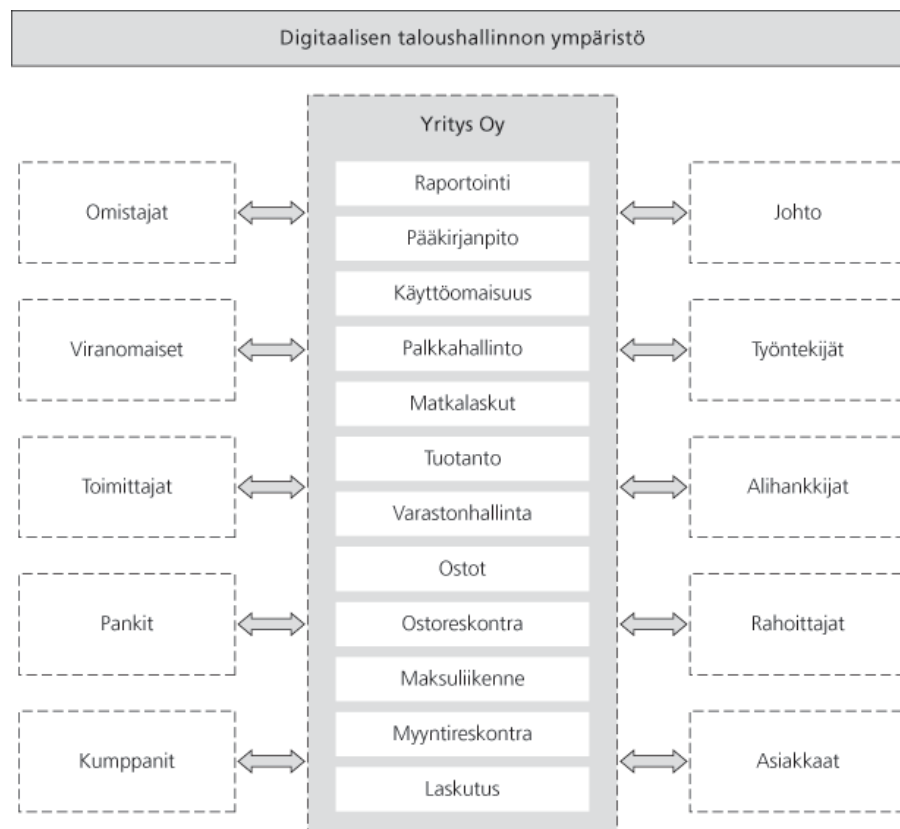 Digitaalisen taloushallinnon ympäristö
Yritys Oy
Omistajat
Viranomaiset
Toimittajat
Pankit
Kumppanit
Raportointi
Pääkirjanpito
Käyttöomaisuus
Palkkahallinto
Matkalaskut
Tuotanto
Varastonhallinta
Ostot
Ostoreskontra
Maksuliikenne
Myyntireskontra
Laskutus
Johto
Työntekijät
Alihankkijat
Rahoittajat
Asiakkaat